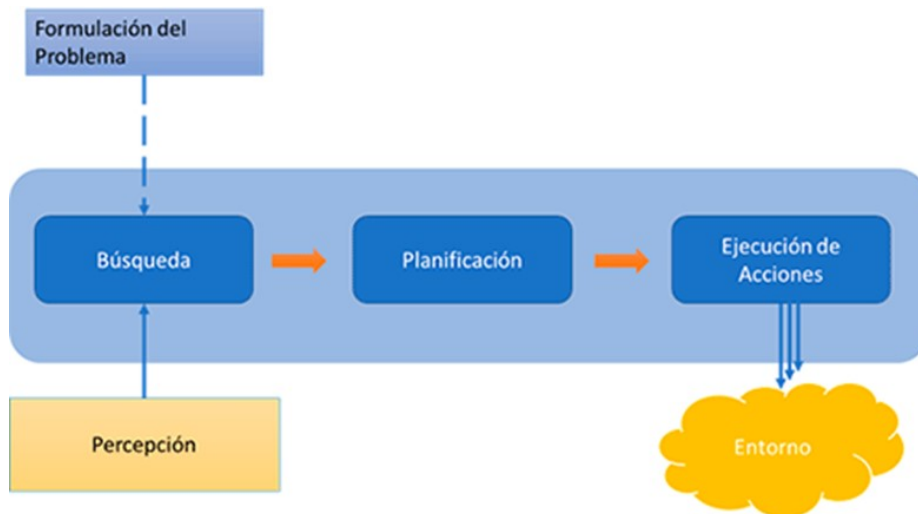 Formulación del
Problema
Búsqueda
Planificación
Ejecución de
Acciones
Percepción
Entorno